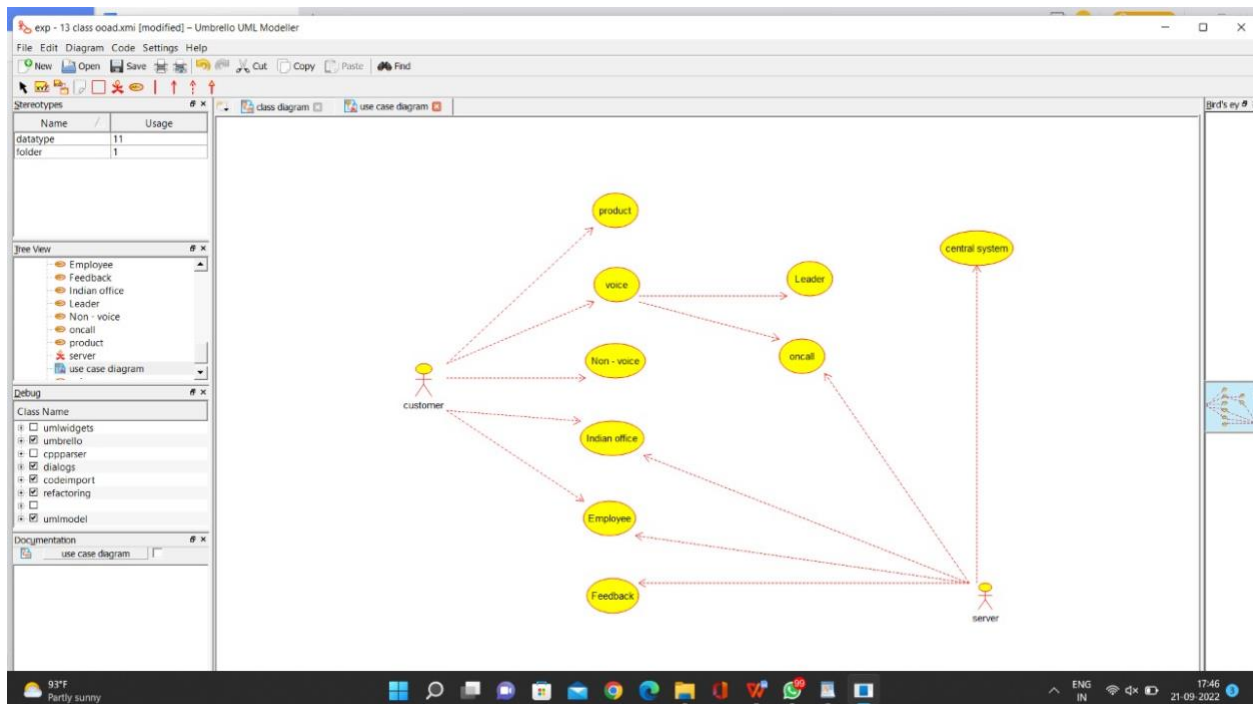 exp - 13 class ooad.xmi [modified] – Umbrello UML Modeller
File Edit Diagram Code Settings Help
New Open Save Cut Copy Paste Find
Stereotypes
Name Usage
datatype 11
folder 1
class diagram use case diagram
Bird's ey
Tree View
Employee
Feedback
Indian office
Leader
Non - voice
oncall
product
server
use case diagram
Debug
Class Name
umlwidgets
umbrello
cppparser
dialogs
codeimport
refactoring
umlmodel
Documentation
use case diagram
product
central system
voice
Leader
Non - voice
oncall
customer
Indian office
Employee
Feedback
server
93°F
Partly sunny
99
ENG
IN
17:46
21-09-2022
3